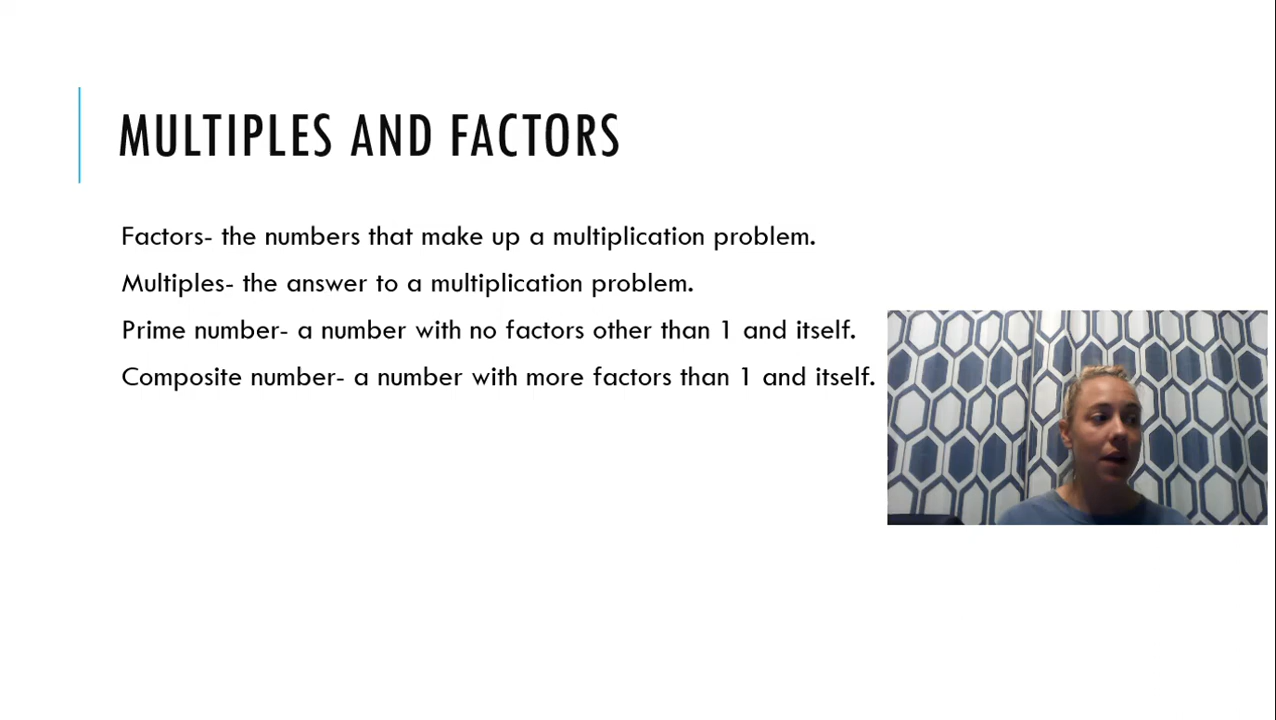 MULTIPLES AND FACTORS
Factors- the numbers that make up a multiplication problem.
Multiples- the answer to a multiplication problem.
Prime number- a number with no factors other than 1 and itself.
Composite number- a number with more factors than 1 and itself.